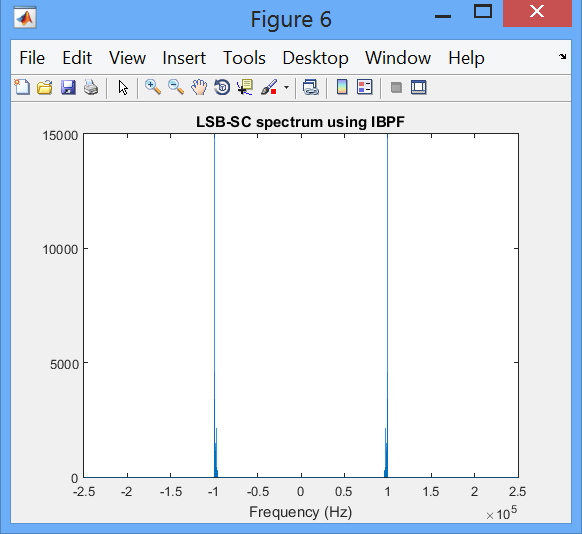 Figure 6
File Edit View Insert Tools Desktop Window Help
LSB-SC spectrum using IBPF
15000
10000
5000
0
-2.5 -2 -1.5 -1 -0.5 0 0.5 1 1.5 2 2.5
Frequency (Hz)
×10^5